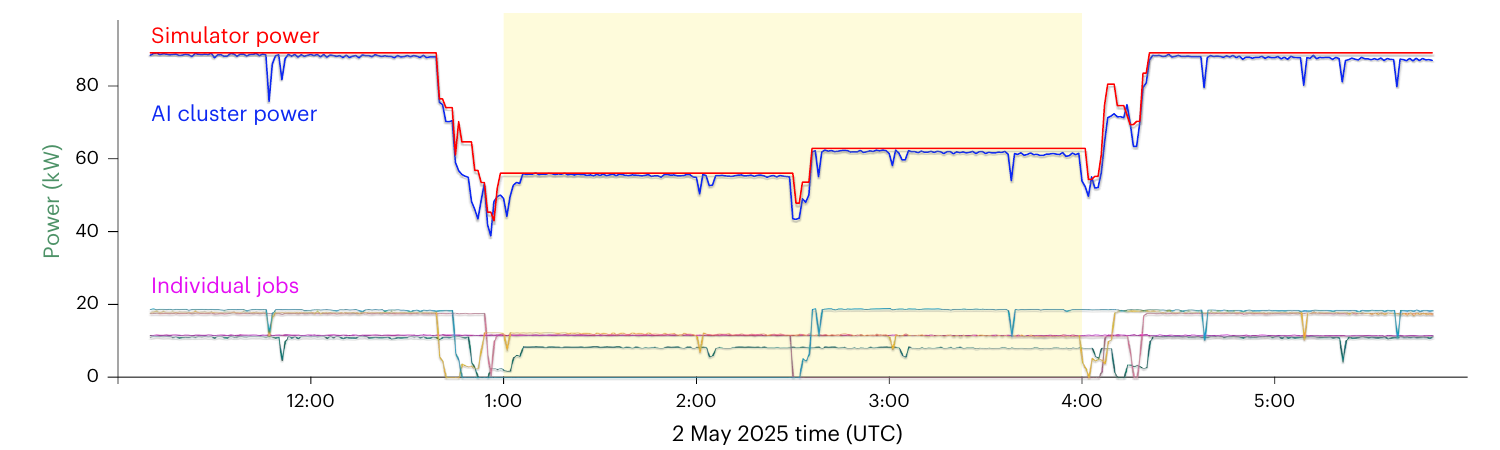 Simulator power
80
AI cluster power
60
Power (kW)
40
Individual jobs
20
0
12:00 1:00 2:00 3:00 4:00 5:00
2 May 2025 time (UTC)